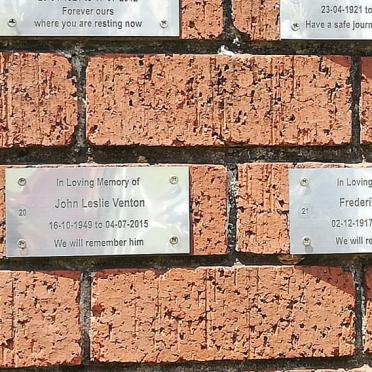 Forever ours
where you are resting now
23-04-1921 to
Have a safe journ
In Loving Memory of
20
John Leslie Venton
16-10-1949 to 04-07-2015
We will remember him
In Loving
21
Frederi
02-12-1917
We will re